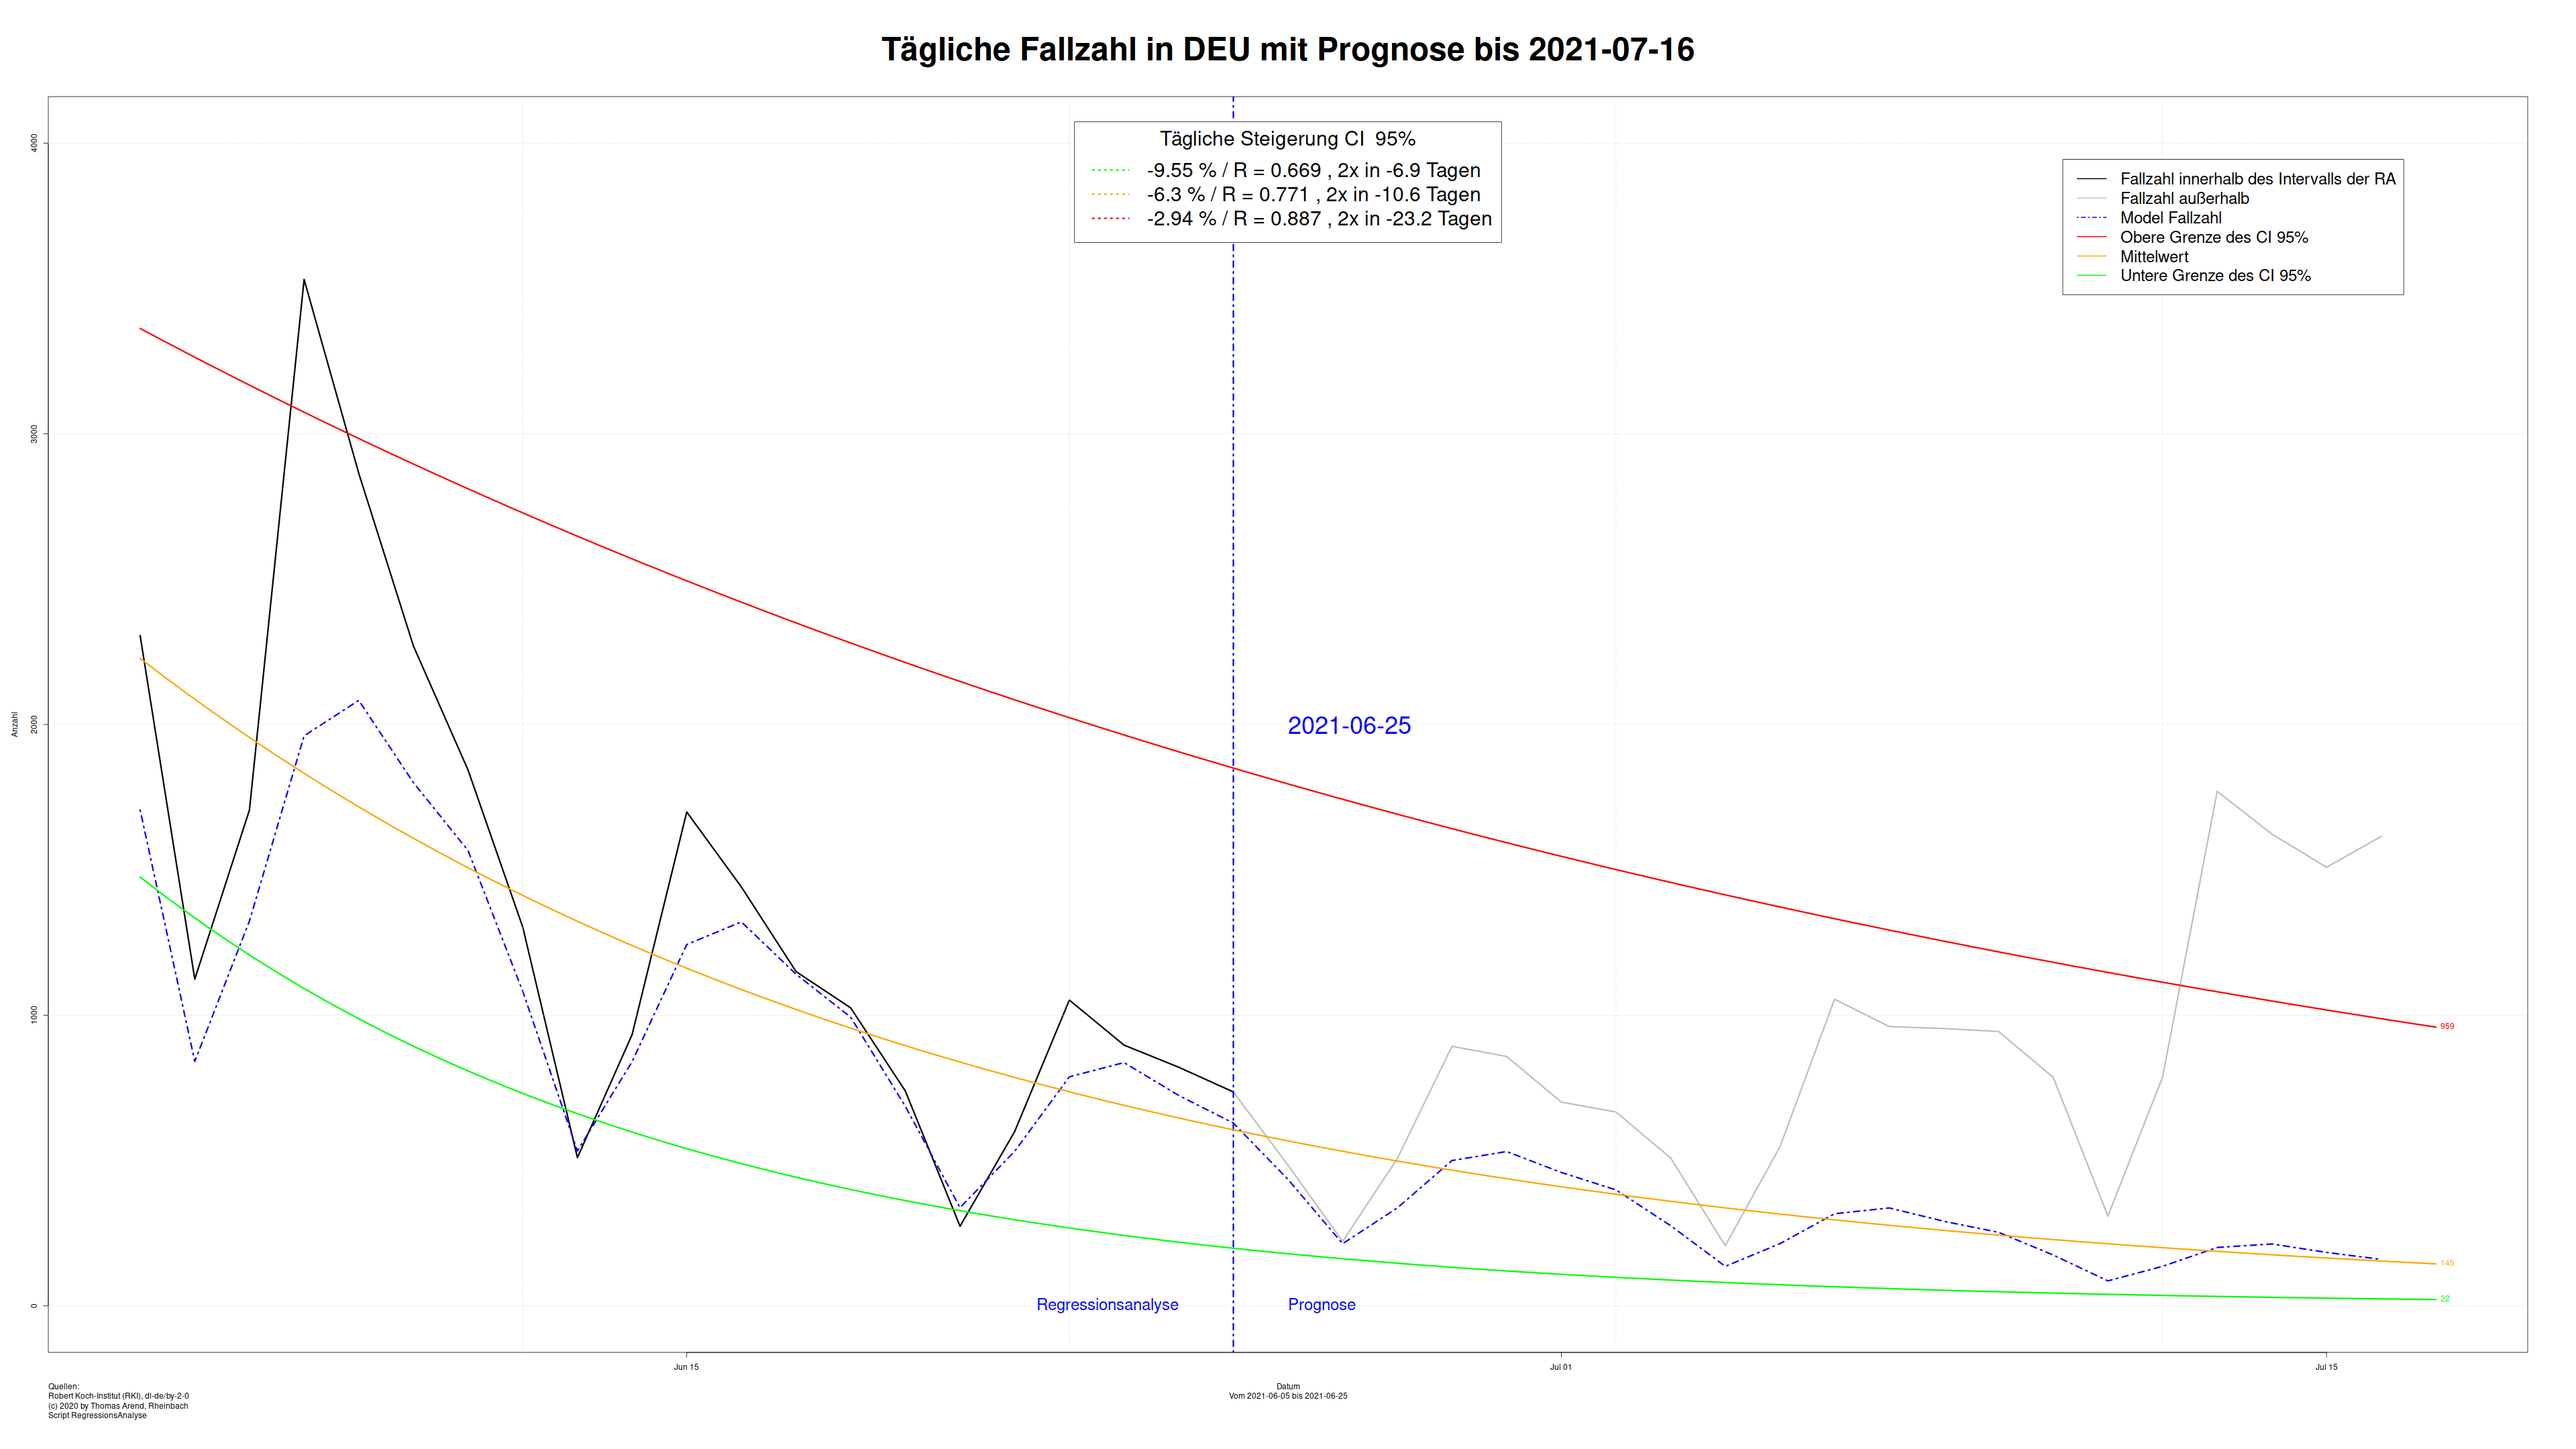 Tägliche Fallzahl in DEU mit Prognose bis 2021-07-16
Tägliche Steigerung CI  95%
-9.55 % / R = 0.669 , 2x in -6.9 Tagen
-6.3 % / R = 0.771 , 2x in -10.6 Tagen
-2.94 % / R = 0.887 , 2x in -23.2 Tagen
Fallzahl innerhalb des Intervalls der RA
Fallzahl außerhalb
Model Fallzahl
Obere Grenze des CI 95%
Mittelwert
Untere Grenze des CI 95%
4000
3000
2000
1000
0
Anzahl
2021-06-25
959
145
22
Regressionsanalyse
Prognose
Jun 15
Jul 01
Jul 15
Datum
Vom 2021-06-05 bis 2021-06-25
Quellen:
Robert Koch-Institut (RKI), dl-de/by-2-0
(c) 2020 by Thomas Arend, Rheinbach
Script RegressionsAnalyse